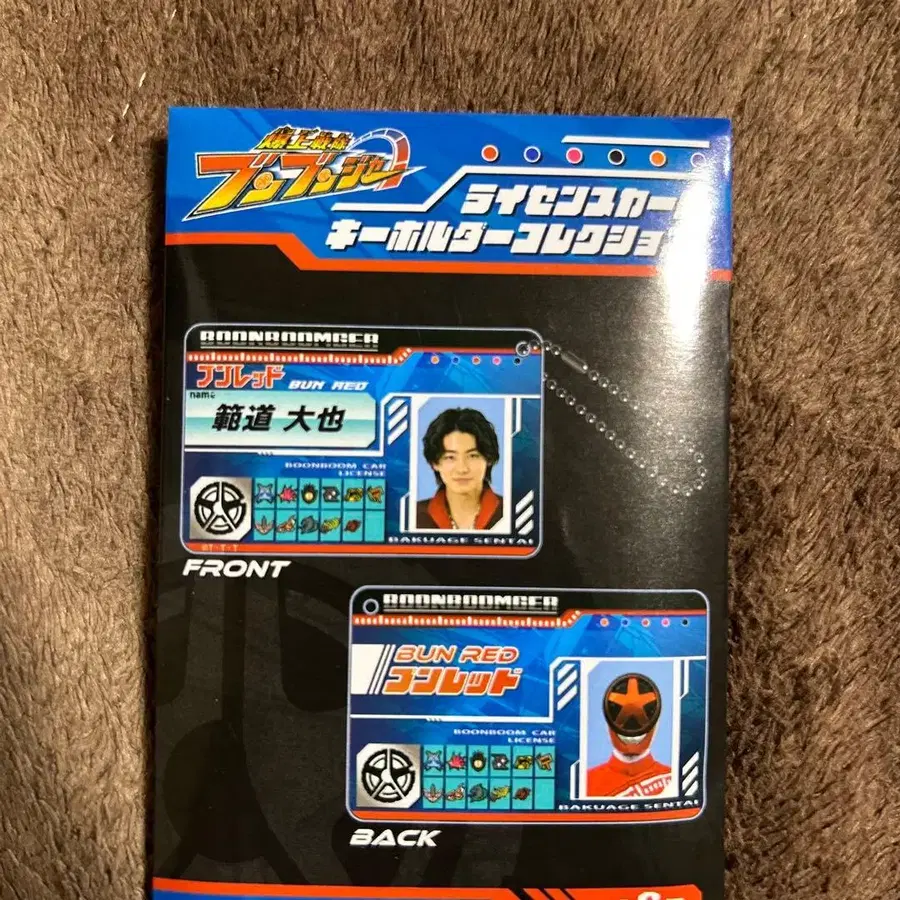 爆上戦隊
ブンブンジャー
ライセンスカード
キーホルダーコレクション
BOONBOOMGER
ブンレッド BUN RED
name
範道 大也
BOONBOOM CAR
LICENSE
BAKUAGE SENTAI
FRONT
BOONBOOMGER
BUN RED
ブンレッド
BOONBOOM CAR
LICENSE
BAKUAGE SENTAI
BACK